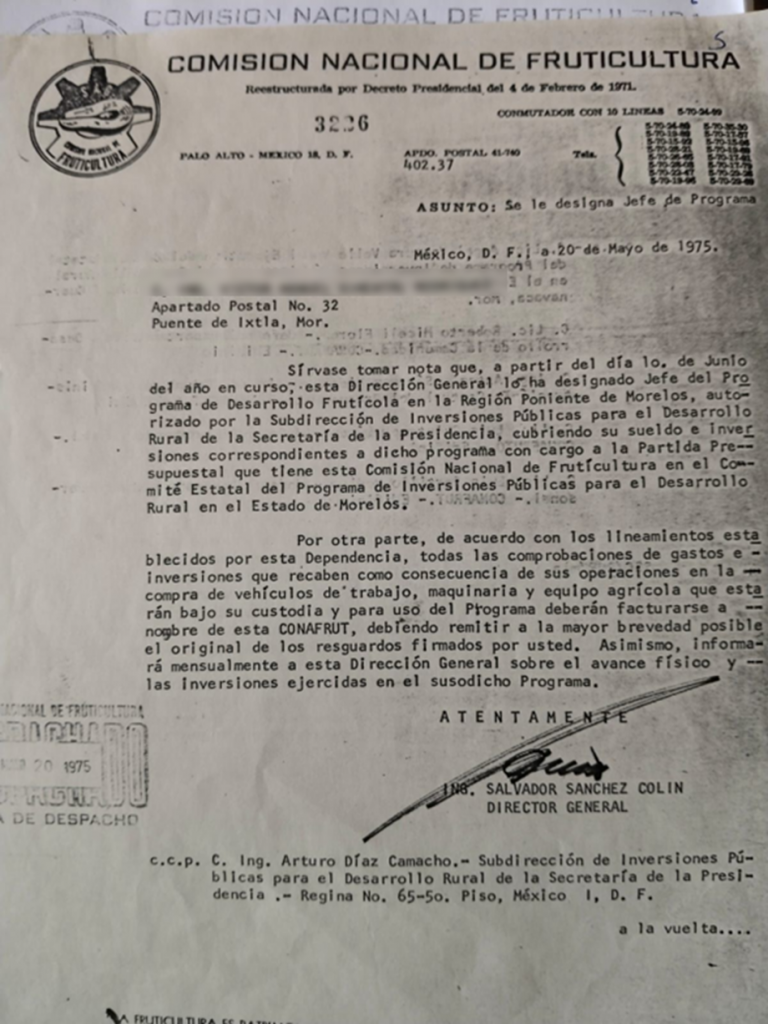 COMISION NACIONAL DE FRUTICULTURA
5
COMISION NACIONAL DE FRUTICULTURA
Reestructurada por Decreto Presidencial del 4 de Febrero de 1971.
FRUTICULTURA
3226
CONMUTADOR CON 10 LINEAS
PALO ALTO - MEXICO 18, D. F.
APDO. POSTAL 41-740
Tels.
402.37
ASUNTO: Se le designa Jefe de Programa
México, D. F., a 20 de Mayo de 1975.
Apartado Postal No. 32
Puente de Ixtla, Mor.
Sírvase tomar nota que, a partir del día 1o. de Junio
del año en curso, esta Dirección General lo ha designado Jefe del Pro
grama de Desarrollo Frutícola en la Región Poniente de Morelos, auto-
rizado por la Subdirección de Inversiones Públicas para el Desarrollo
Rural de la Secretaría de la Presidencia, cubriendo su sueldo e inver
siones correspondientes a dicho programa con cargo a la Partida Pre--
supuestal que tiene esta Comisión Nacional de Frutícultura en el Co--
mité Estatal del Programa de Inversiones Públicas para el Desarrollo
Rural en el Estado de Morelos.
Por otra parte, de acuerdo con los lineamientos esta
blecidos por esta Dependencia, todas las comprobaciones de gastos e -
inversiones que recaben como consecuencia de sus operaciones en la --
compra de vehículos de trabajo, maquinaria y equipo agrícola que esta
rán bajo su custodia y para uso del Programa deberán facturarse a --
nombre de esta CONAFRUT, debiendo remitir a la mayor brevedad posible
el original de los resguardos firmados por usted. Asimismo, informa-
rá mensualmente a esta Dirección General sobre el avance físico y --
las inversiones ejercidas en el susodicho Programa.
A T E N T A M E N T E
ING. SALVADOR SANCHEZ COLIN
DIRECTOR GENERAL
NACIONAL DE FRUTICULTURA
20 1975
DE DESPACHO
c.c.p. C. Ing. Arturo Díaz Camacho.- Subdirección de Inversiones Pú-
blicas para el Desarrollo Rural de la Secretaría de la Presi-
dencia .- Regina No. 65-5o. Piso, México 1, D. F.
a la vuelta....
FRUTICULTURA ES